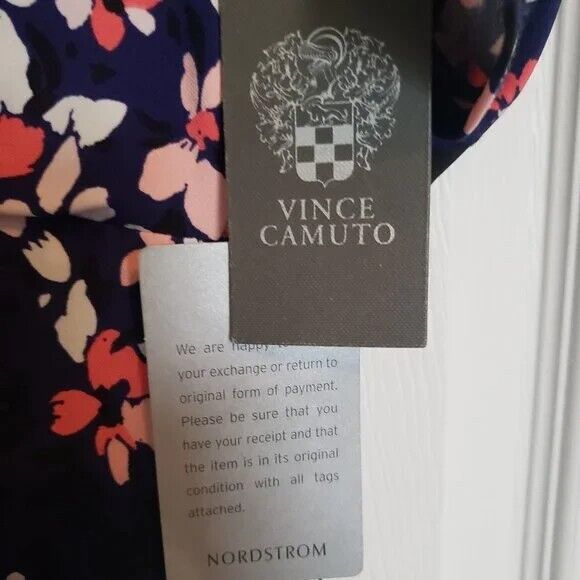 VINCE
CAMUTO
We are happy
your exchange or return to
original form of payment.
Please be sure that you
have your receipt and that
the item is in its original
condition with all tags
attached.
NORDSTROM